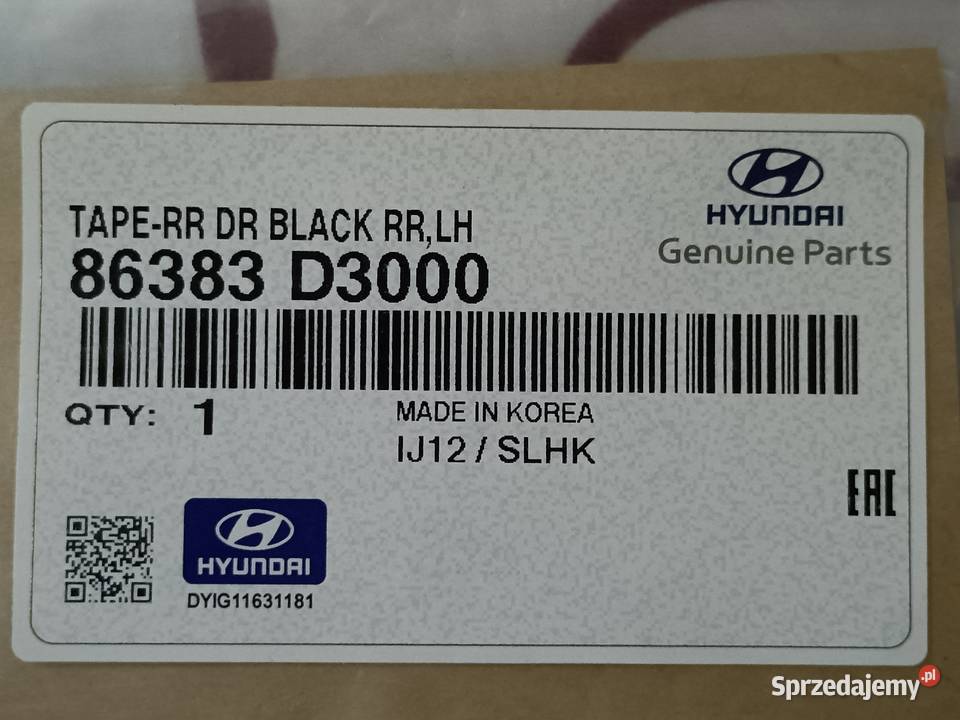 HYUNDAI
Genuine Parts
TAPE-RR DR BLACK RR,LH
86383 D3000
QTY: 1
MADE IN KOREA
IJ12 / SLHK
EAC
HYUNDAI
DYIG11631181
Sprzedajemy.pl